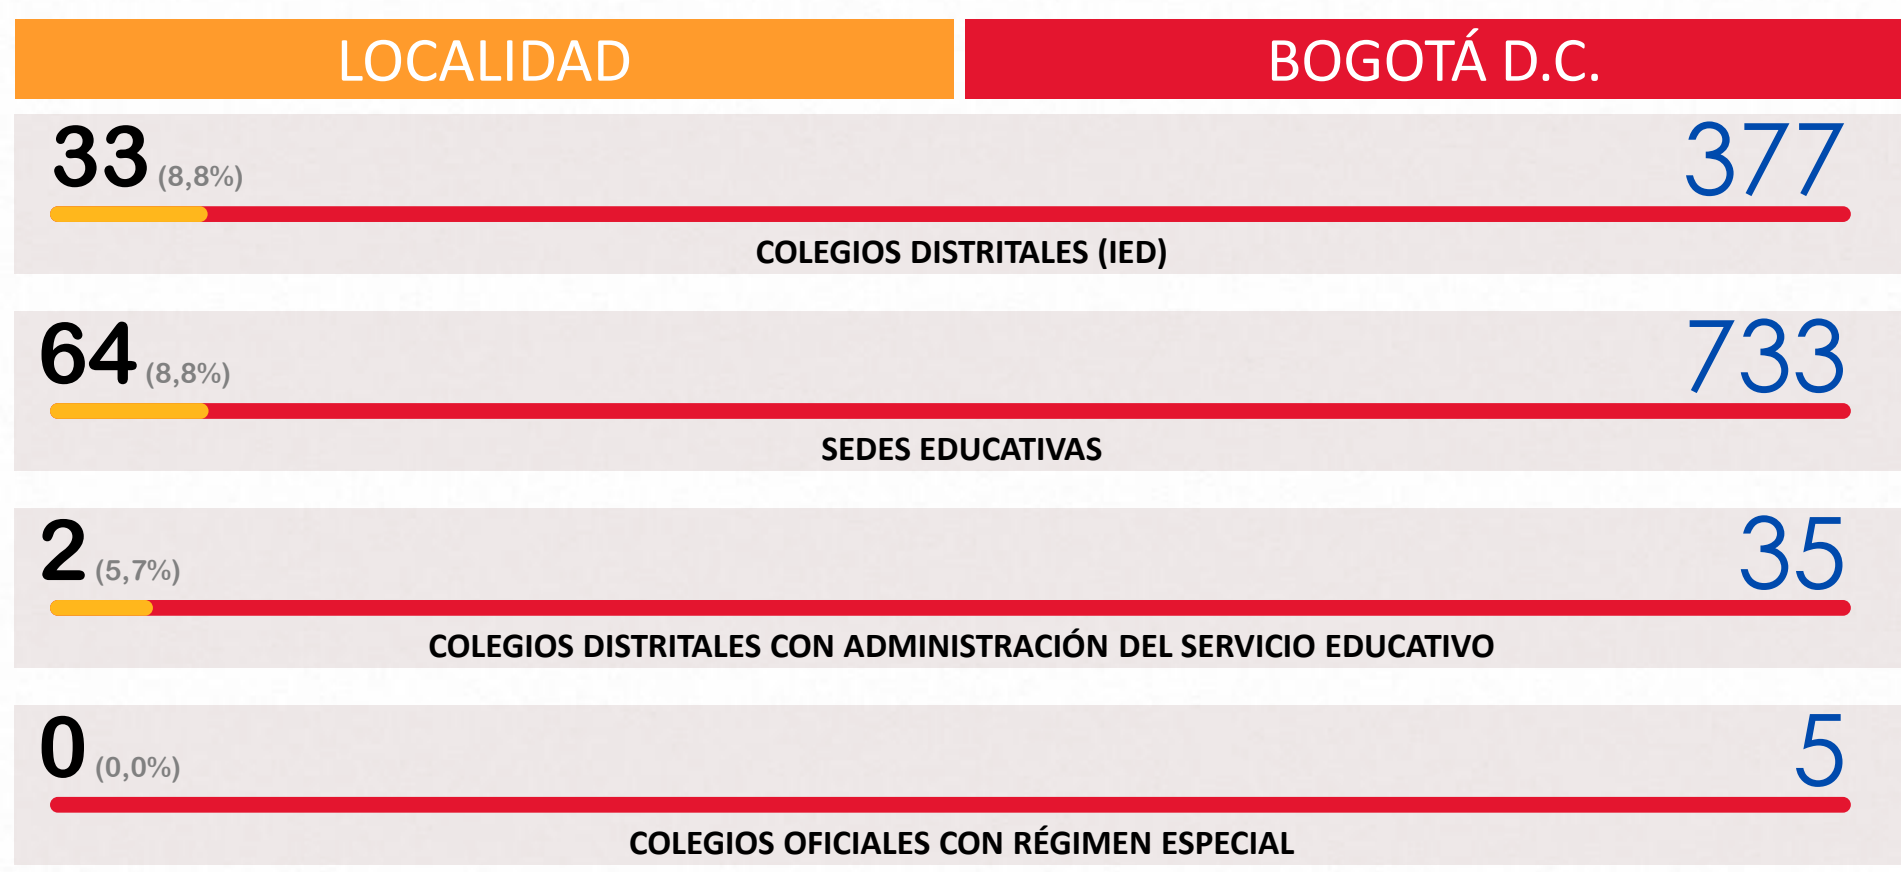 LOCALIDAD BOGOTÁ D.C.
33 (8,8%) 377
COLEGIOS DISTRITALES (IED)
64 (8,8%) 733
SEDES EDUCATIVAS
2 (5,7%) 35
COLEGIOS DISTRITALES CON ADMINISTRACIÓN DEL SERVICIO EDUCATIVO
0 (0,0%) 5
COLEGIOS OFICIALES CON RÉGIMEN ESPECIAL